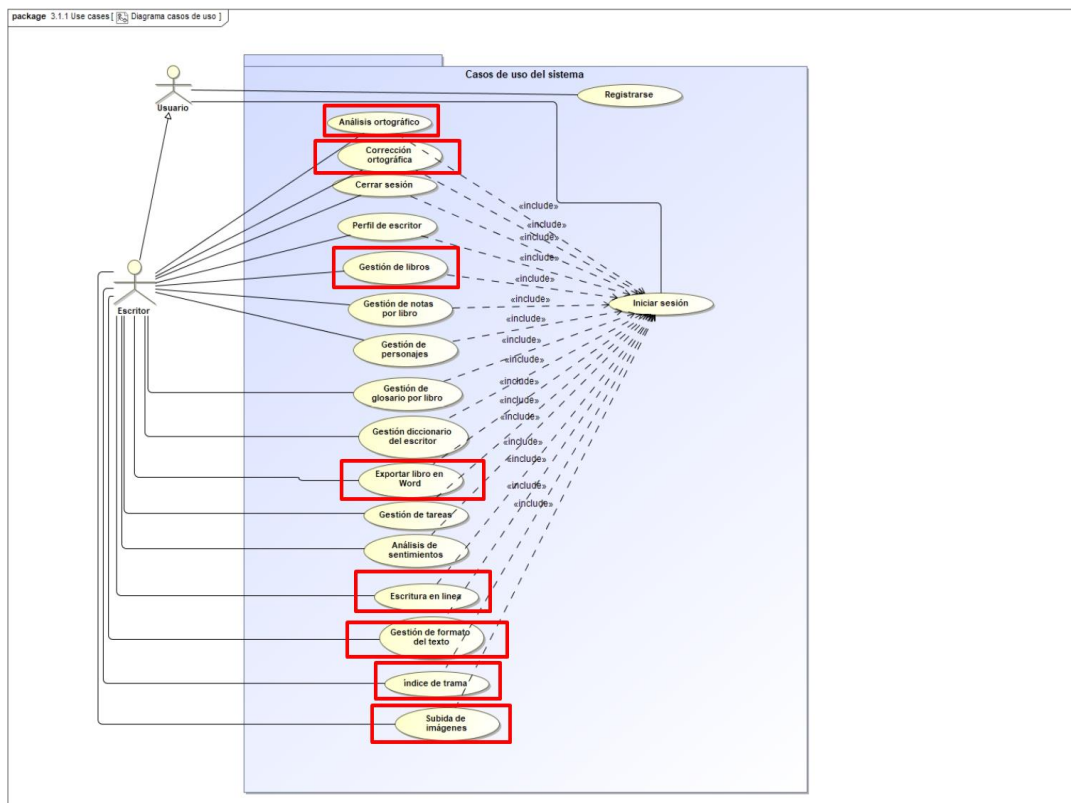 package 3.1.1 Use cases [ Diagrama casos de uso ]
Casos de uso del sistema
Usuario
Registrarse
Análisis ortográfico
Corrección
ortográfica
Cerrar sesión
«include»
Perfil de escritor
«include»
«include»
«include»
Gestión de libros
«include»
Escritor
Gestión de notas
por libro
«include»
Iniciar sesión
«include»
Gestión de
personajes
«include»
«include»
Gestión de
glosario por libro
«include»
«include»
Gestión diccionario
del escritor
«include»
«include»
Exportar libro en
Word
«include»
«include»
Gestión de tareas
Análisis de
sentimientos
Escritura en linea
Gestión de formato
del texto
índice de trama
Subida de
imágenes